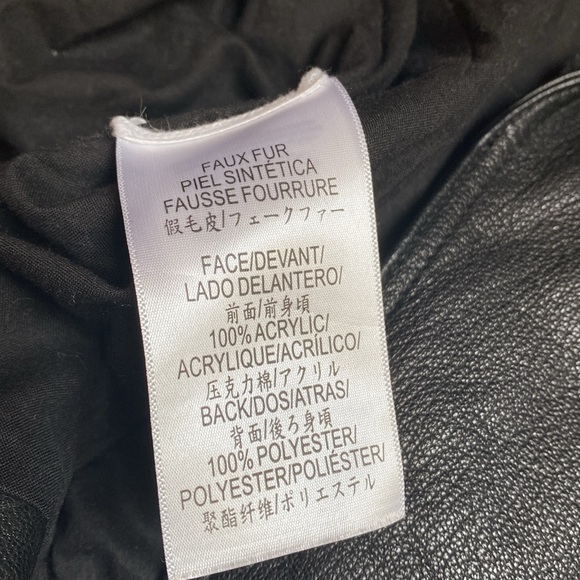 FAUX FUR
PIEL SINTÉTICA
FAUSSE FOURRURE
假毛皮/フェークファー
FACE/DEVANT/
LADO DELANTERO/
前面/前身頃
100% ACRYLIC/
ACRYLIQUE/ACRÍLICO/
压克力棉/アクリル
BACK/DOS/ATRAS/
背面/後ろ身頃
100% POLYESTER/
POLYESTER/POLIÉSTER/
聚酯纤维/ポリエステル